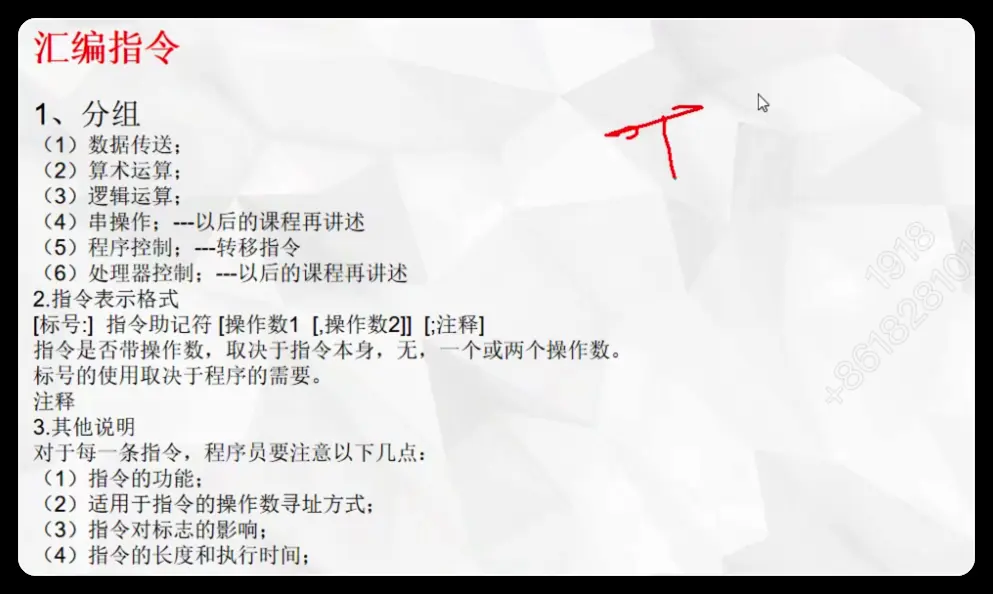 汇编指令
1、分组
（1）数据传送；
（2）算术运算；
（3）逻辑运算；
（4）串操作；---以后的课程再讲述
（5）程序控制；---转移指令
（6）处理器控制；---以后的课程再讲述
2.指令表示格式
[标号:]  指令助记符 [操作数1  [,操作数2]]  [;注释]
指令是否带操作数，取决于指令本身，无，一个或两个操作数。
标号的使用取决于程序的需要。
注释
3.其他说明
对于每一条指令，程序员要注意以下几点：
（1）指令的功能；
（2）适用于指令的操作数寻址方式；
（3）指令对标志的影响；
（4）指令的长度和执行时间；
1918